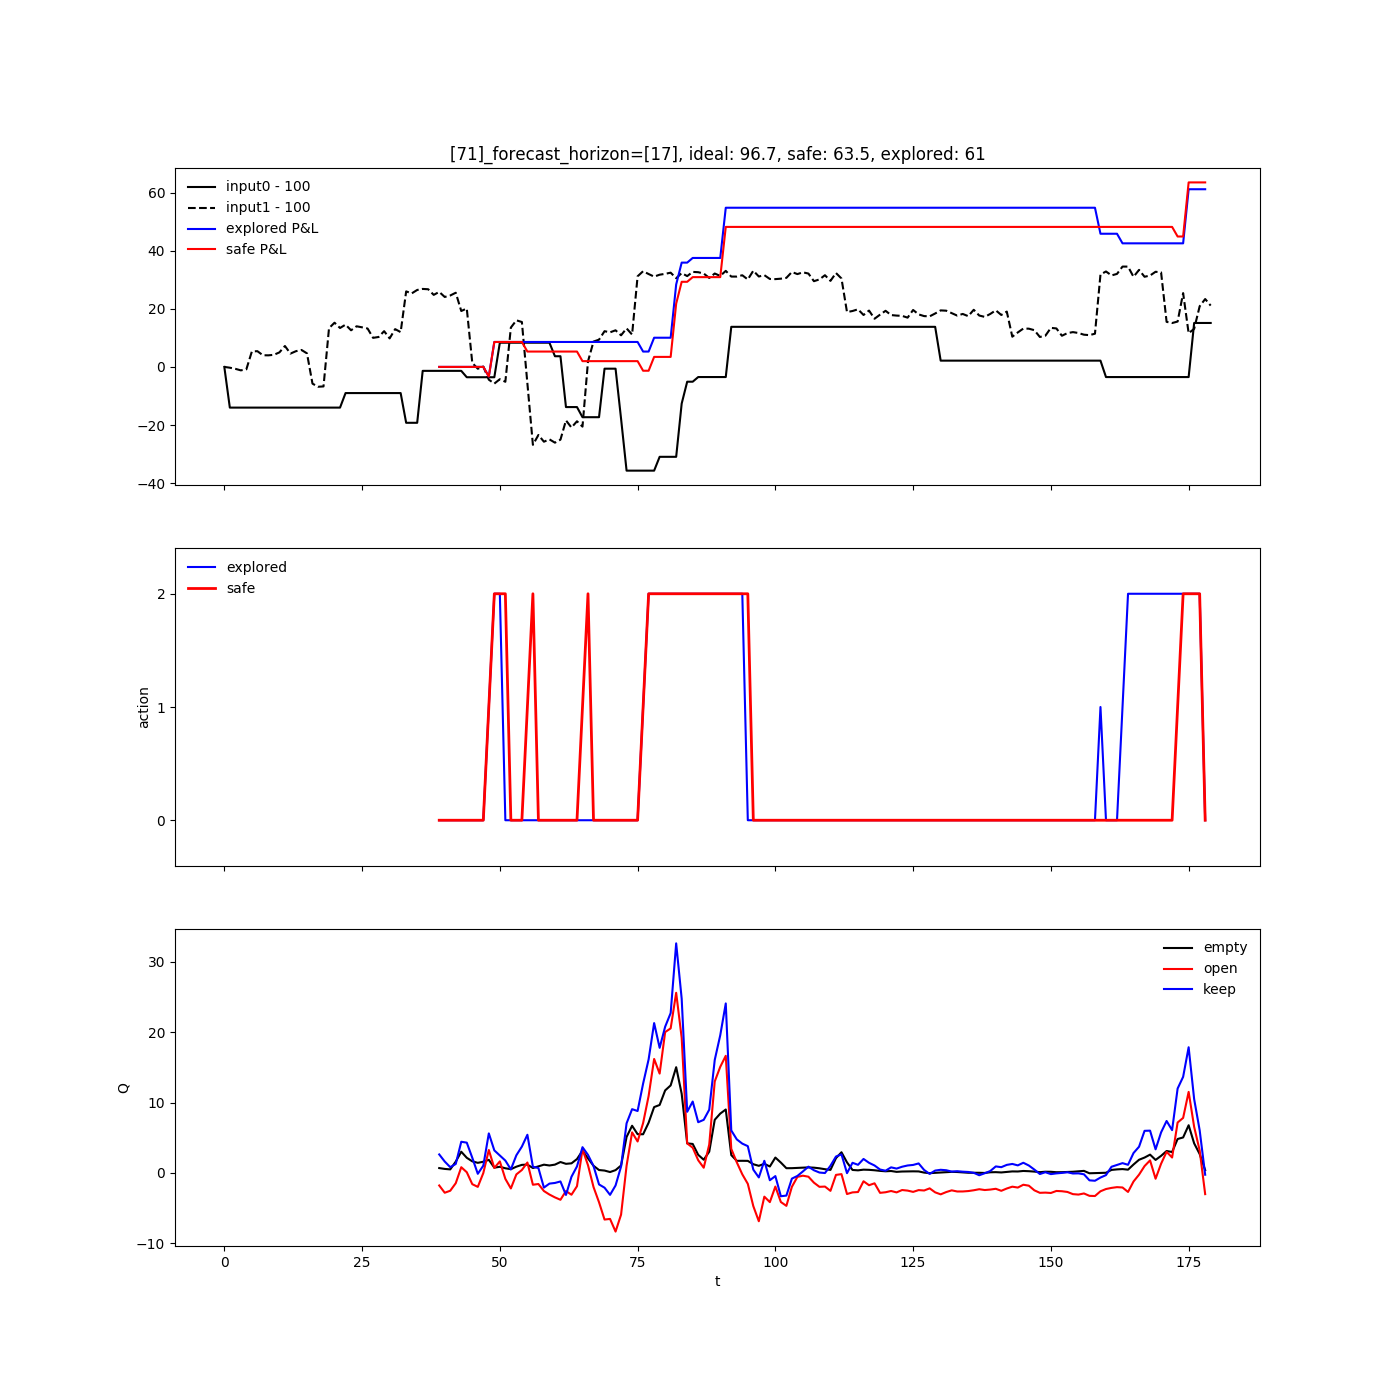 [71]_forecast_horizon=[17], ideal: 96.7, safe: 63.5, explored: 61
input0 - 100
input1 - 100
explored P&L
safe P&L
60
40
20
0
−20
−40
explored
safe
2
1
0
action
empty
open
keep
30
20
10
0
−10
Q
0 25 50 75 100 125 150 175
t